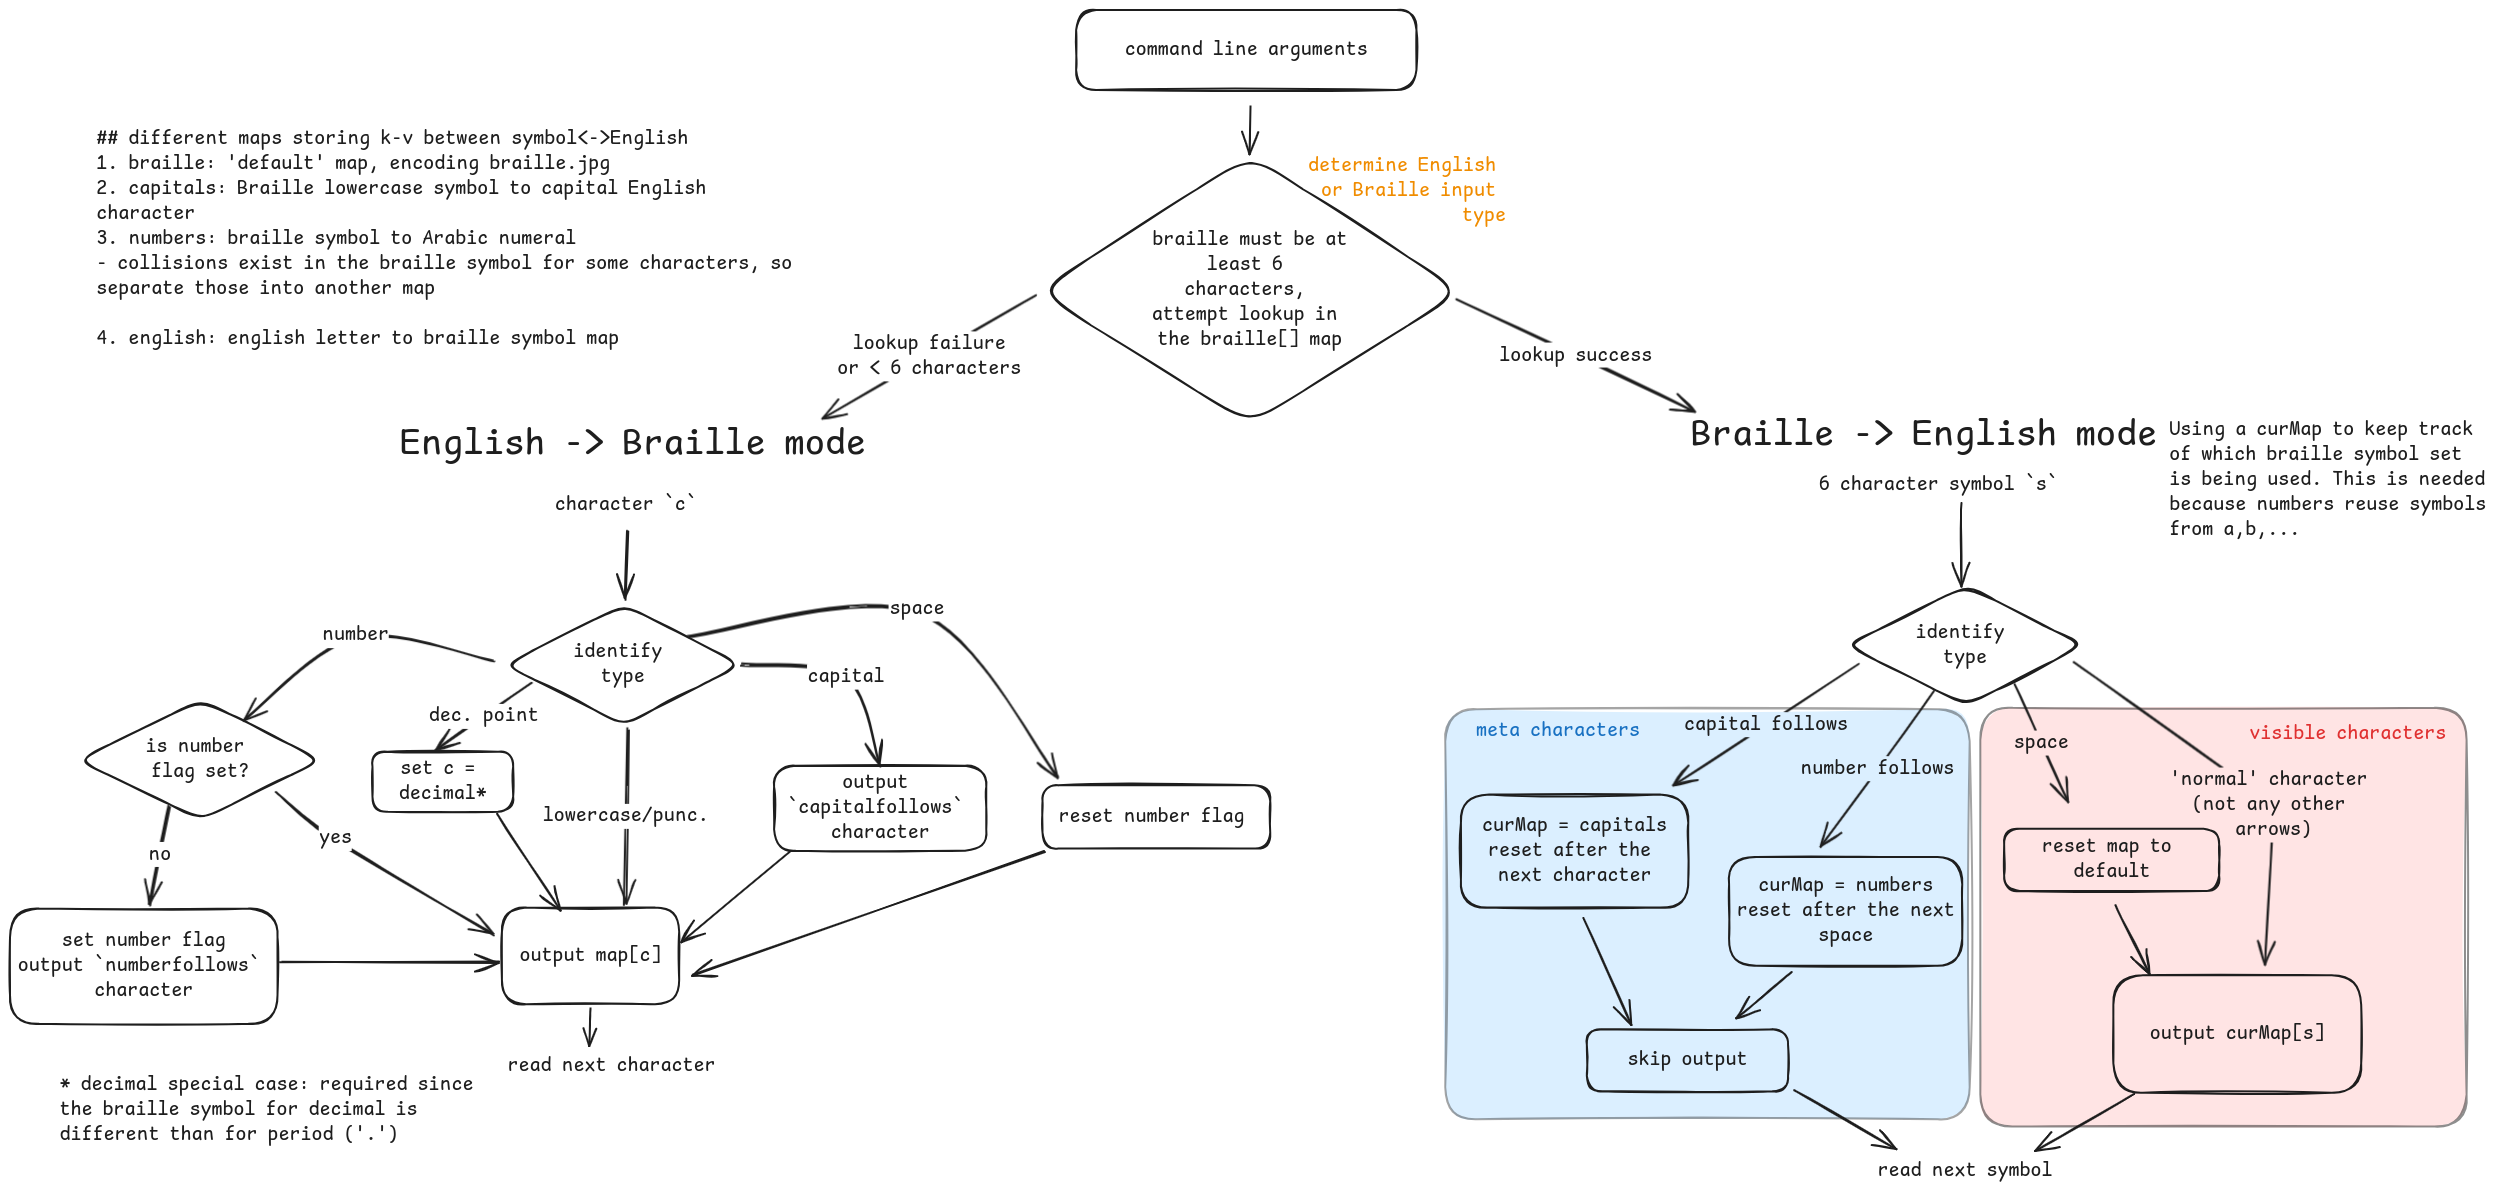 command line arguments
## different maps storing k-v between symbol<->English
1. braille: 'default' map, encoding braille.jpg
2. capitals: Braille lowercase symbol to capital English
character
3. numbers: braille symbol to Arabic numeral
- collisions exist in the braille symbol for some characters, so
separate those into another map
4. english: english letter to braille symbol map
determine English
or Braille input
type
braille must be at
least 6
characters,
attempt lookup in
the braille[] map
lookup failure
or < 6 characters
lookup success
English -> Braille mode
character `c`
identify
type
number
dec. point
lowercase/punc.
capital
space
is number
flag set?
no
yes
set c =
decimal*
output
`capitalfollows`
character
reset number flag
set number flag
output `numberfollows`
character
output map[c]
read next character
* decimal special case: required since
the braille symbol for decimal is
different than for period ('.')
Braille -> English mode
Using a curMap to keep track
of which braille symbol set
is being used. This is needed
because numbers reuse symbols
from a,b,...
6 character symbol `s`
identify
type
meta characters
capital follows
number follows
curMap = capitals
reset after the
next character
curMap = numbers
reset after the next
space
skip output
visible characters
space
'normal' character
(not any other
arrows)
reset map to
default
output curMap[s]
read next symbol